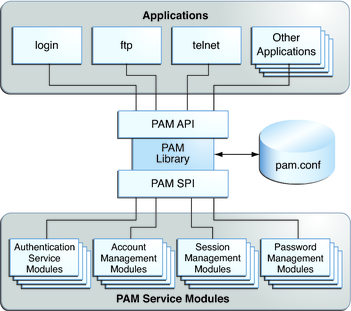 Applications
login
ftp
telnet
Other
Applications
PAM API
PAM
Library
pam.conf
PAM SPI
Authentication
Service
Modules
Account
Management
Modules
Session
Management
Modules
Password
Management
Modules
PAM Service Modules